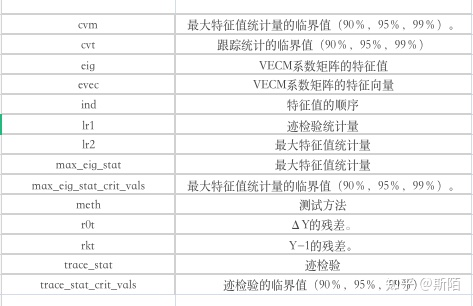 cvm 最大特征值统计量的临界值（90%，95%，99%）。
cvt 跟踪统计的临界值（90%，95%，99%）
eig VECM系数矩阵的特征值
evec VECM系数矩阵的特征向量
ind 特征值的顺序
lr1 迹检验统计量
lr2 最大特征值统计量
max_eig_stat 最大特征值统计量
max_eig_stat_crit_vals 最大特征值统计量的临界值（90%，95%，99%）。
meth 测试方法
r0t ΔY的残差。
rkt Y-1的残差。
trace_stat 迹检验
trace_stat_crit_vals 迹检验的临界值（90%，95%，99%）
知乎 @斯陌